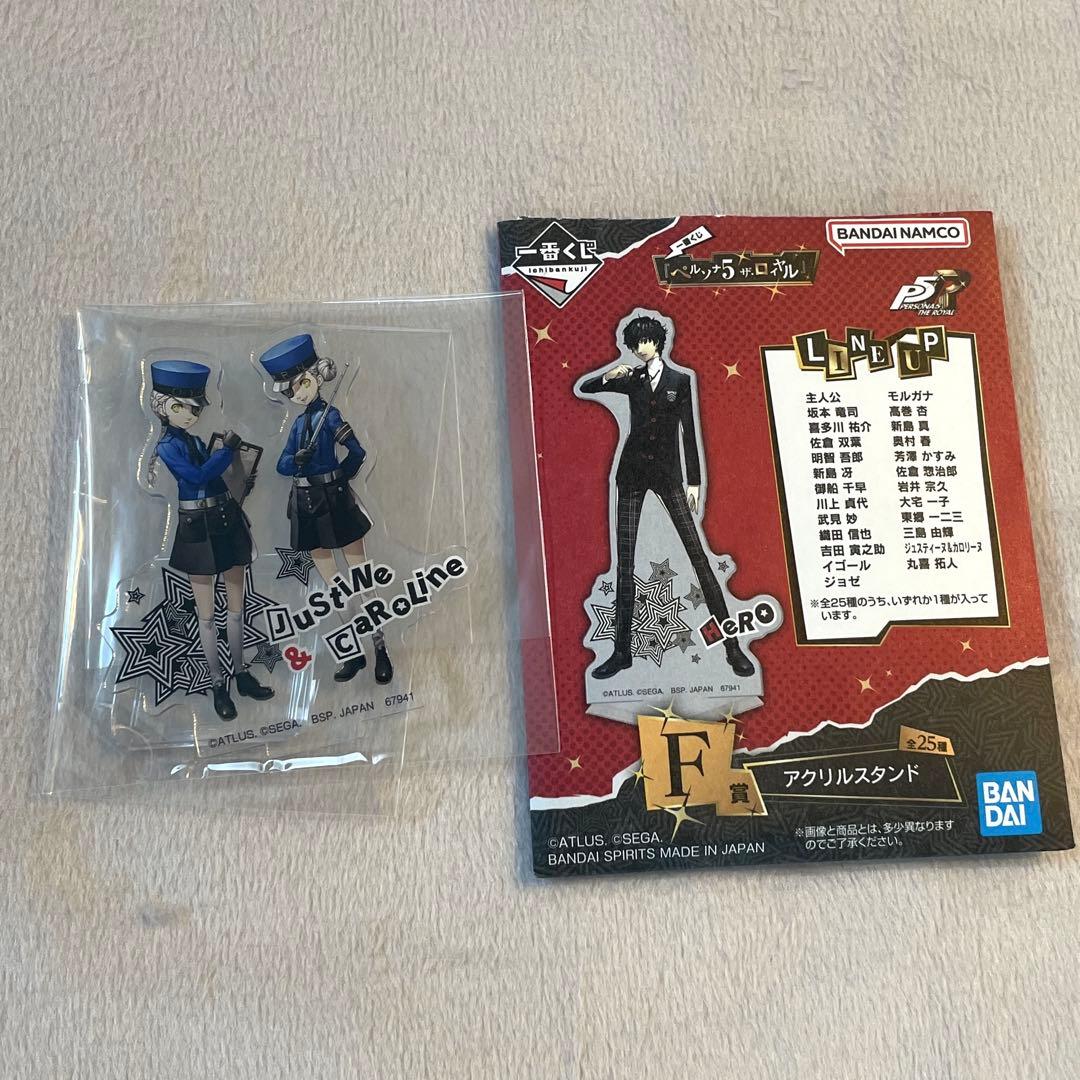 JUSTiNe
& CaROLine
©ATLUS. ©SEGA. BSP. JAPAN 67941
一番くじ
ichibankuji
一番くじ
『ペルソナ5 ザ・ロイヤル』
BANDAI NAMCO
P5R
PERSONA5
THE ROYAL
LINE UP
主人公 モルガナ
坂本 竜司 高巻 杏
喜多川 祐介 新島 真
佐倉 双葉 奥村 春
明智 吾郎 芳澤 かすみ
新島 冴 佐倉 惣治郎
御船 千早 岩井 宗久
川上 貞代 大宅 一子
武見 妙 東郷 一二三
織田 信也 三島 由輝
吉田 寅之助 ジュスティーヌ&カロリーヌ
イゴール 丸喜 拓人
ジョゼ
※全25種のうち、いずれか1種が入って
います。
HeRO
©ATLUS. ©SEGA. BSP. JAPAN 67941
F賞
全25種
アクリルスタンド
BAN
DAI
©ATLUS. ©SEGA.
BANDAI SPIRITS MADE IN JAPAN
※画像と商品とは、多少異なります
のでご了承ください。